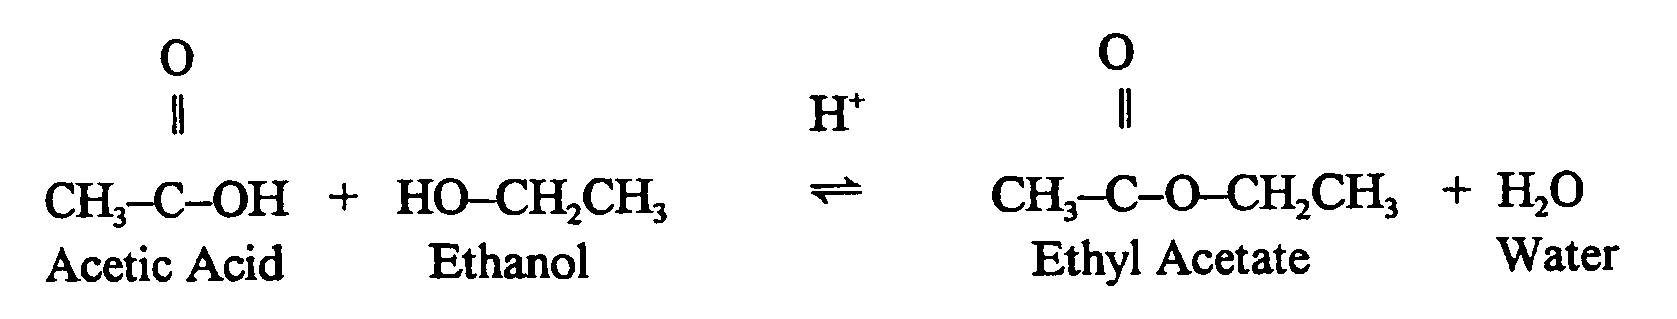 O O
|| H⁺ ||
CH₃–C–OH + HO–CH₂CH₃ ⇌ CH₃–C–O–CH₂CH₃ + H₂O
Acetic Acid Ethanol Ethyl Acetate Water